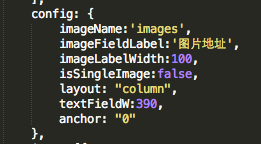 config: {
imageName:'images',
imageFieldLabel:'图片地址',
imageLabelWidth:100,
isSingleImage:false,
layout: "column",
textFieldW:390,
anchor: "0"
},